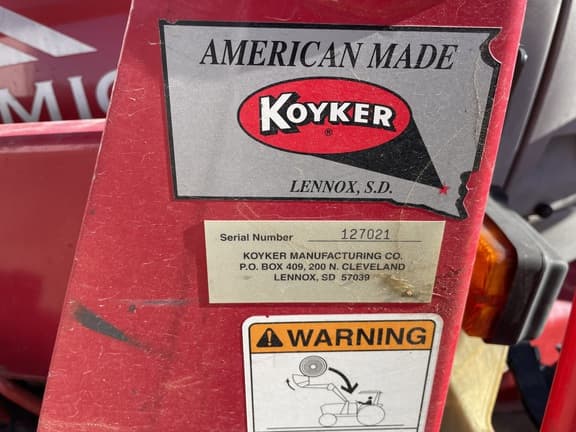 AMERICAN MADE
KOYKER
®
LENNOX, S.D.
Serial Number 127021
KOYKER MANUFACTURING CO.
P.O. BOX 409, 200 N. CLEVELAND
LENNOX, SD 57039
WARNING